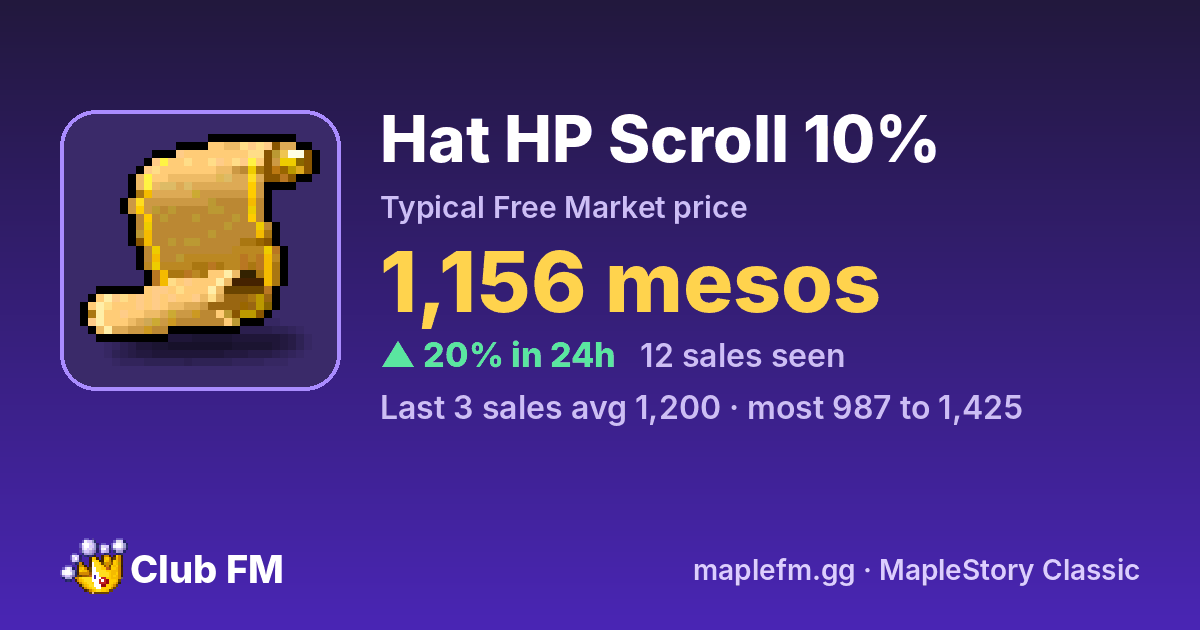 Hat HP Scroll 10%
Typical Free Market price
1,156 mesos
▲ 20% in 24h 12 sales seen
Last 3 sales avg 1,200 · most 987 to 1,425
Club FM
maplefm.gg · MapleStory Classic